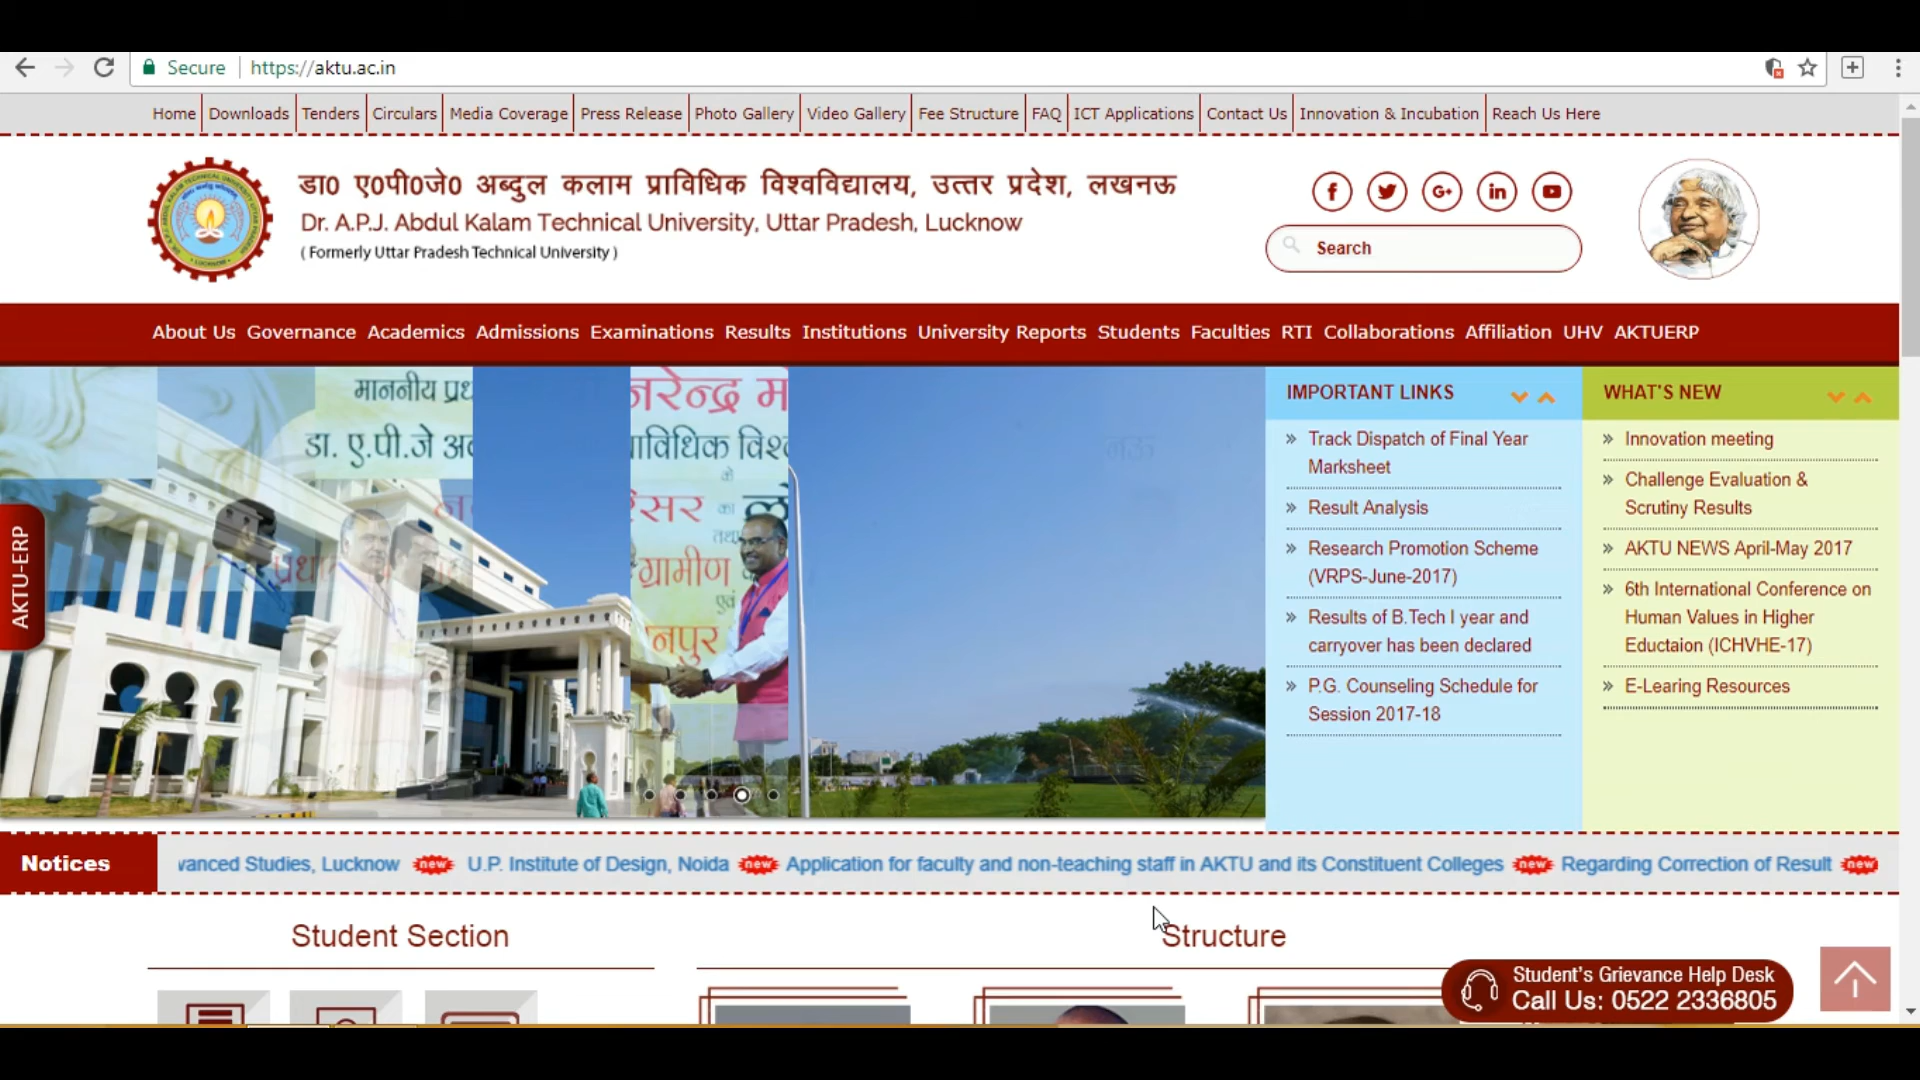 Secure https://aktu.ac.in
Home Downloads Tenders Circulars Media Coverage Press Release Photo Gallery Video Gallery Fee Structure FAQ ICT Applications Contact Us Innovation & Incubation Reach Us Here
डा0 ए0पी0जे0 अब्दुल कलाम प्राविधिक विश्वविद्यालय, उत्तर प्रदेश, लखनऊ
Dr. A.P.J. Abdul Kalam Technical University, Uttar Pradesh, Lucknow
( Formerly Uttar Pradesh Technical University )
Search
About Us Governance Academics Admissions Examinations Results Institutions University Reports Students Faculties RTI Collaborations Affiliation UHV AKTUERP
माननीय प्रध
डा. ए.पी.जे अ
नरेन्द्र म
ाविधिक विश्
के
का
ग्रामीण
एवं
नपुर
AKTU-ERP
IMPORTANT LINKS
Track Dispatch of Final Year
Marksheet
Result Analysis
Research Promotion Scheme
(VRPS-June-2017)
Results of B.Tech I year and
carryover has been declared
P.G. Counseling Schedule for
Session 2017-18
WHAT'S NEW
Innovation meeting
Challenge Evaluation &
Scrutiny Results
AKTU NEWS April-May 2017
6th International Conference on
Human Values in Higher
Eductaion (ICHVHE-17)
E-Learing Resources
Notices vanced Studies, Lucknow new U.P. Institute of Design, Noida new Application for faculty and non-teaching staff in AKTU and its Constituent Colleges new Regarding Correction of Result new
Student Section
Structure
Student's Grievance Help Desk
Call Us: 0522 2336805